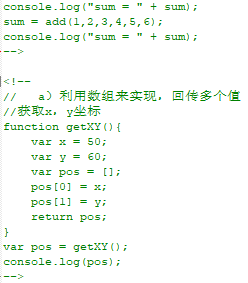 console.log("sum = " + sum);
sum = add(1,2,3,4,5,6);
console.log("sum = " + sum);
--->
<!--
// a）利用数组来实现，回传多个值
//获取x，y坐标
function getXY(){
var x = 50;
var y = 60;
var pos = [];
pos[0] = x;
pos[1] = y;
return pos;
}
var pos = getXY();
console.log(pos);
--->